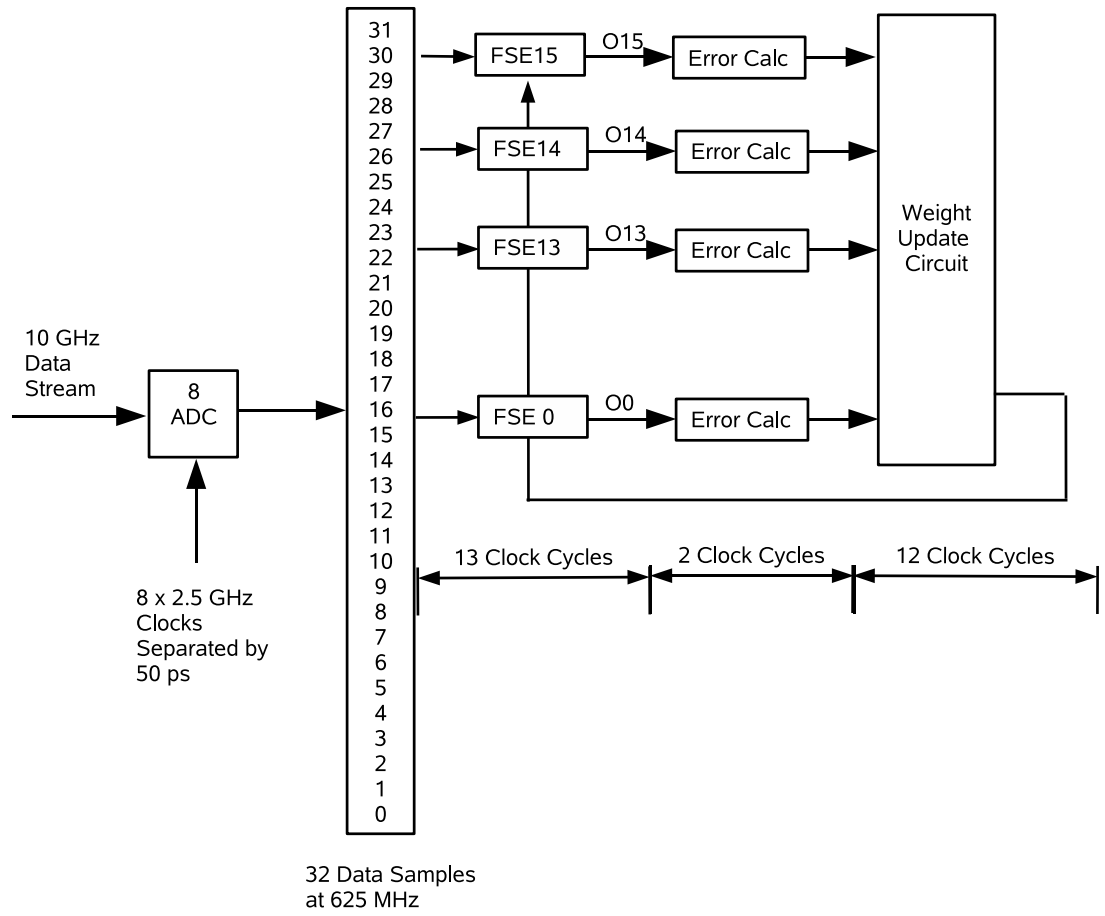 31
30
29
28
27
26
25
24
23
22
21
20
19
18
17
16
15
14
13
12
11
10
9
8
7
6
5
4
3
2
1
0
FSE15
O15
Error Calc
FSE14
O14
Error Calc
FSE13
O13
Error Calc
FSE 0
O0
Error Calc
Weight
Update
Circuit
10 GHz
Data
Stream
8
ADC
8 x 2.5 GHz
Clocks
Separated by
50 ps
13 Clock Cycles
2 Clock Cycles
12 Clock Cycles
32 Data Samples
at 625 MHz